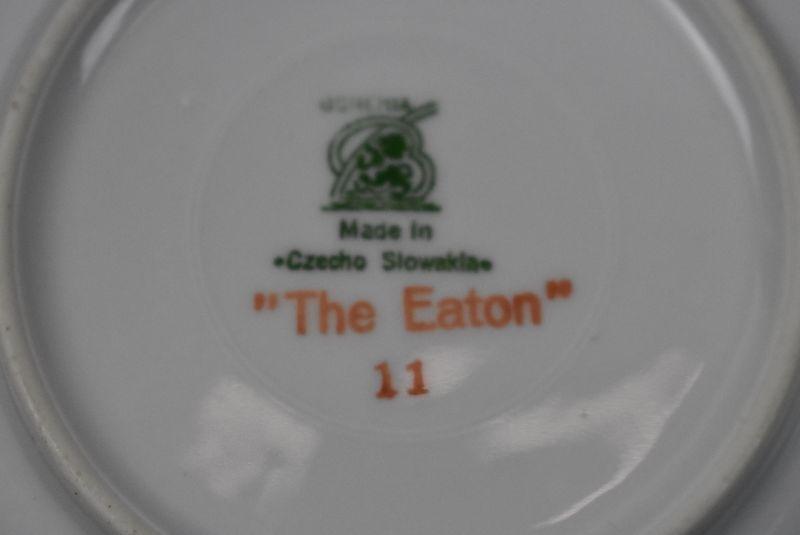 Made in
•Czecho Slowakia•
"The Eaton"
11